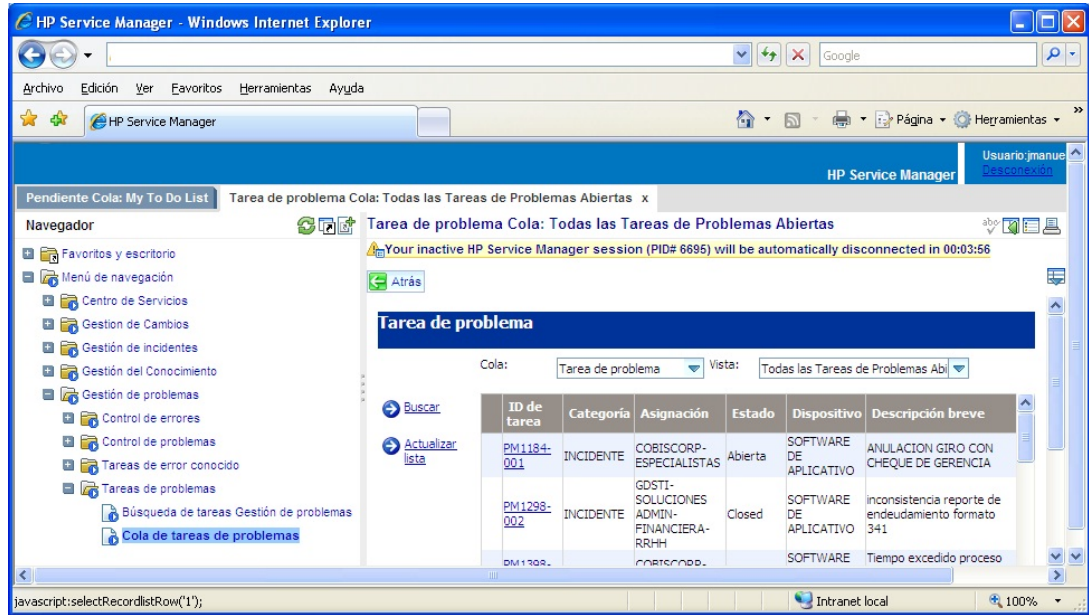 HP Service Manager - Windows Internet Explorer
Google
Archivo Edición Ver Favoritos Herramientas Ayuda
HP Service Manager
Página Herramientas
Usuario:jmanue
HP Service Manager Desconexión
Pendiente Cola: My To Do List Tarea de problema Cola: Todas las Tareas de Problemas Abiertas x
Navegador
Favoritos y escritorio
Menú de navegación
Centro de Servicios
Gestion de Cambios
Gestión de incidentes
Gestión del Conocimiento
Gestión de problemas
Control de errores
Control de problemas
Tareas de error conocido
Tareas de problemas
Búsqueda de tareas Gestión de problemas
Cola de tareas de problemas
Tarea de problema Cola: Todas las Tareas de Problemas Abiertas
Your inactive HP Service Manager session (PID# 6695) will be automatically disconnected in 00:03:56
Atrás
Tarea de problema
Cola: Tarea de problema Vista: Todas las Tareas de Problemas Abi
Buscar
Actualizar
lista
ID de
tarea
Categoría Asignación Estado Dispositivo Descripción breve
PM1184-
001
INCIDENTE
COBISCORP-
ESPECIALISTAS
Abierta
SOFTWARE
DE
APLICATIVO
ANULACION GIRO CON
CHEQUE DE GERENCIA
PM1298-
002
INCIDENTE
GDSTI-
SOLUCIONES
ADMIN-
FINANCIERA-
RRHH
Closed
SOFTWARE
DE
APLICATIVO
inconsistencia reporte de
endeudamiento formato
341
PM1398-
COBISCORP-
SOFTWARE
DE
Tiempo excedido proceso
javascript:selectRecordlistRow('1');
Intranet local
100%